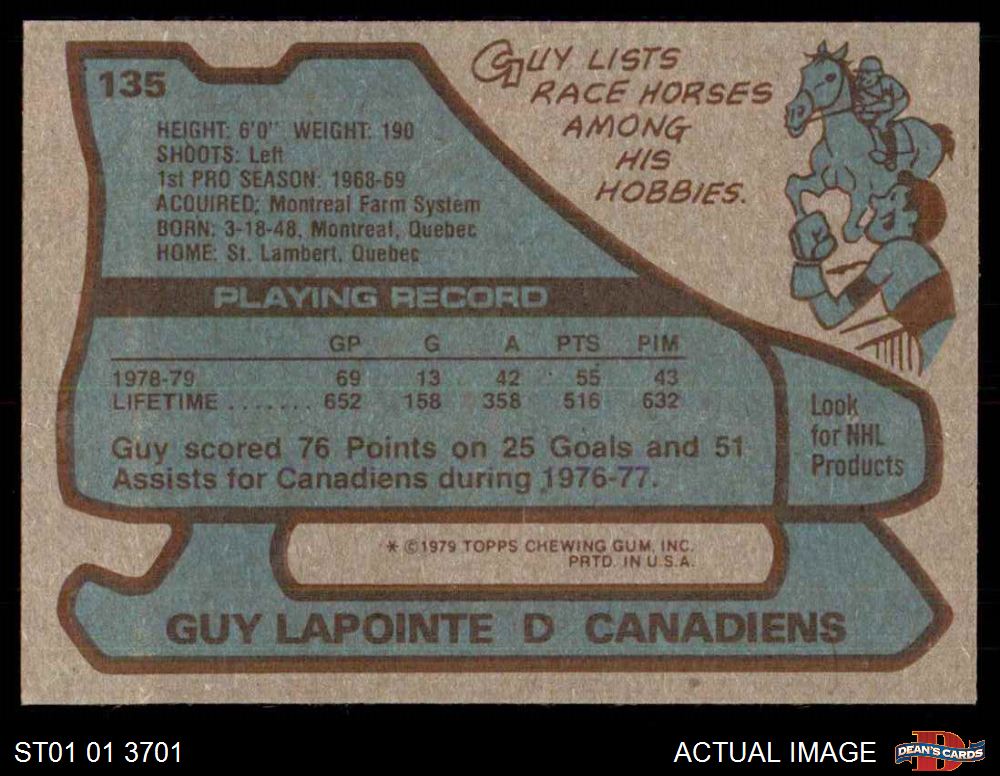 135
GUY LISTS
RACE HORSES
AMONG
HIS
HOBBIES.
HEIGHT: 6'0" WEIGHT: 190
SHOOTS: Left
1st PRO SEASON: 1968-69
ACQUIRED: Montreal Farm System
BORN: 3-18-48, Montreal, Quebec
HOME: St. Lambert, Quebec
PLAYING RECORD
GP G A PTS PIM
1978-79 69 13 42 55 43
LIFETIME ....... 652 158 358 516 632
Guy scored 76 Points on 25 Goals and 51
Assists for Canadiens during 1976-77.
Look
for NHL
Products
* ©1979 TOPPS CHEWING GUM, INC.
PRTD. IN U.S.A.
GUY LAPOINTE D CANADIENS
ST01 01 3701
ACTUAL IMAGE
DEAN'S CARDS